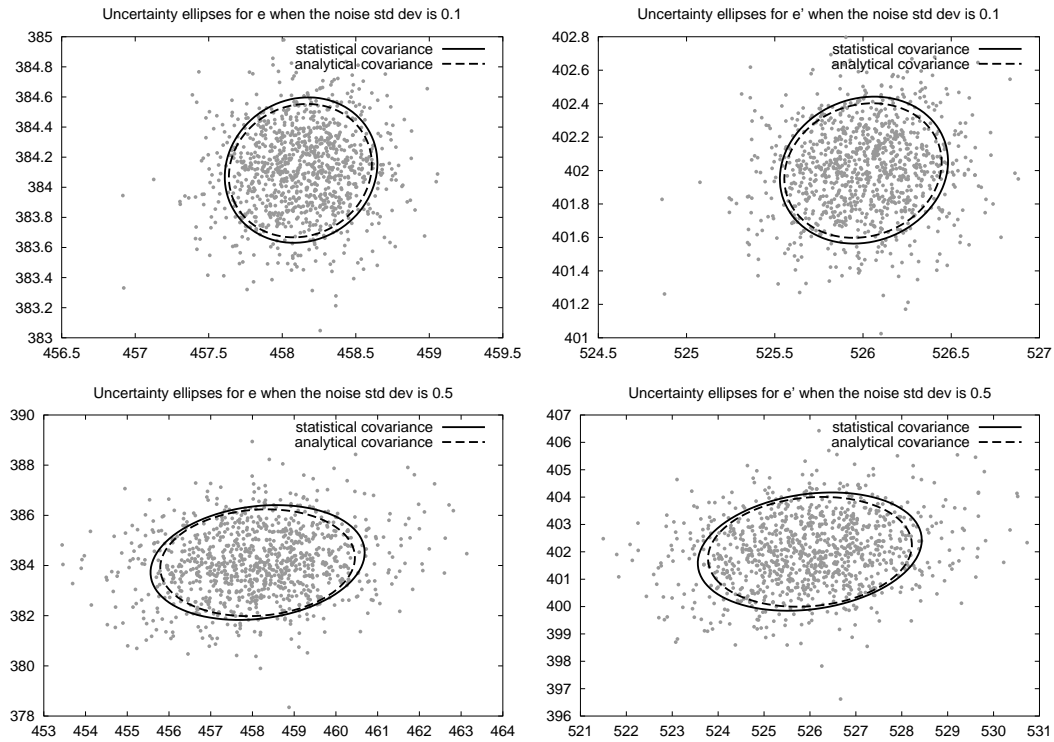 Uncertainty ellipses for e when the noise std dev is 0.1
385
384.8
384.6
384.4
384.2
384
383.8
383.6
383.4
383.2
383
456.5 457 457.5 458 458.5 459 459.5
statistical covariance
analytical covariance
Uncertainty ellipses for e' when the noise std dev is 0.1
402.8
402.6
402.4
402.2
402
401.8
401.6
401.4
401.2
401
524.5 525 525.5 526 526.5 527
statistical covariance
analytical covariance
Uncertainty ellipses for e when the noise std dev is 0.5
390
388
386
384
382
380
378
453 454 455 456 457 458 459 460 461 462 463 464
statistical covariance
analytical covariance
Uncertainty ellipses for e' when the noise std dev is 0.5
407
406
405
404
403
402
401
400
399
398
397
396
521 522 523 524 525 526 527 528 529 530 531
statistical covariance
analytical covariance